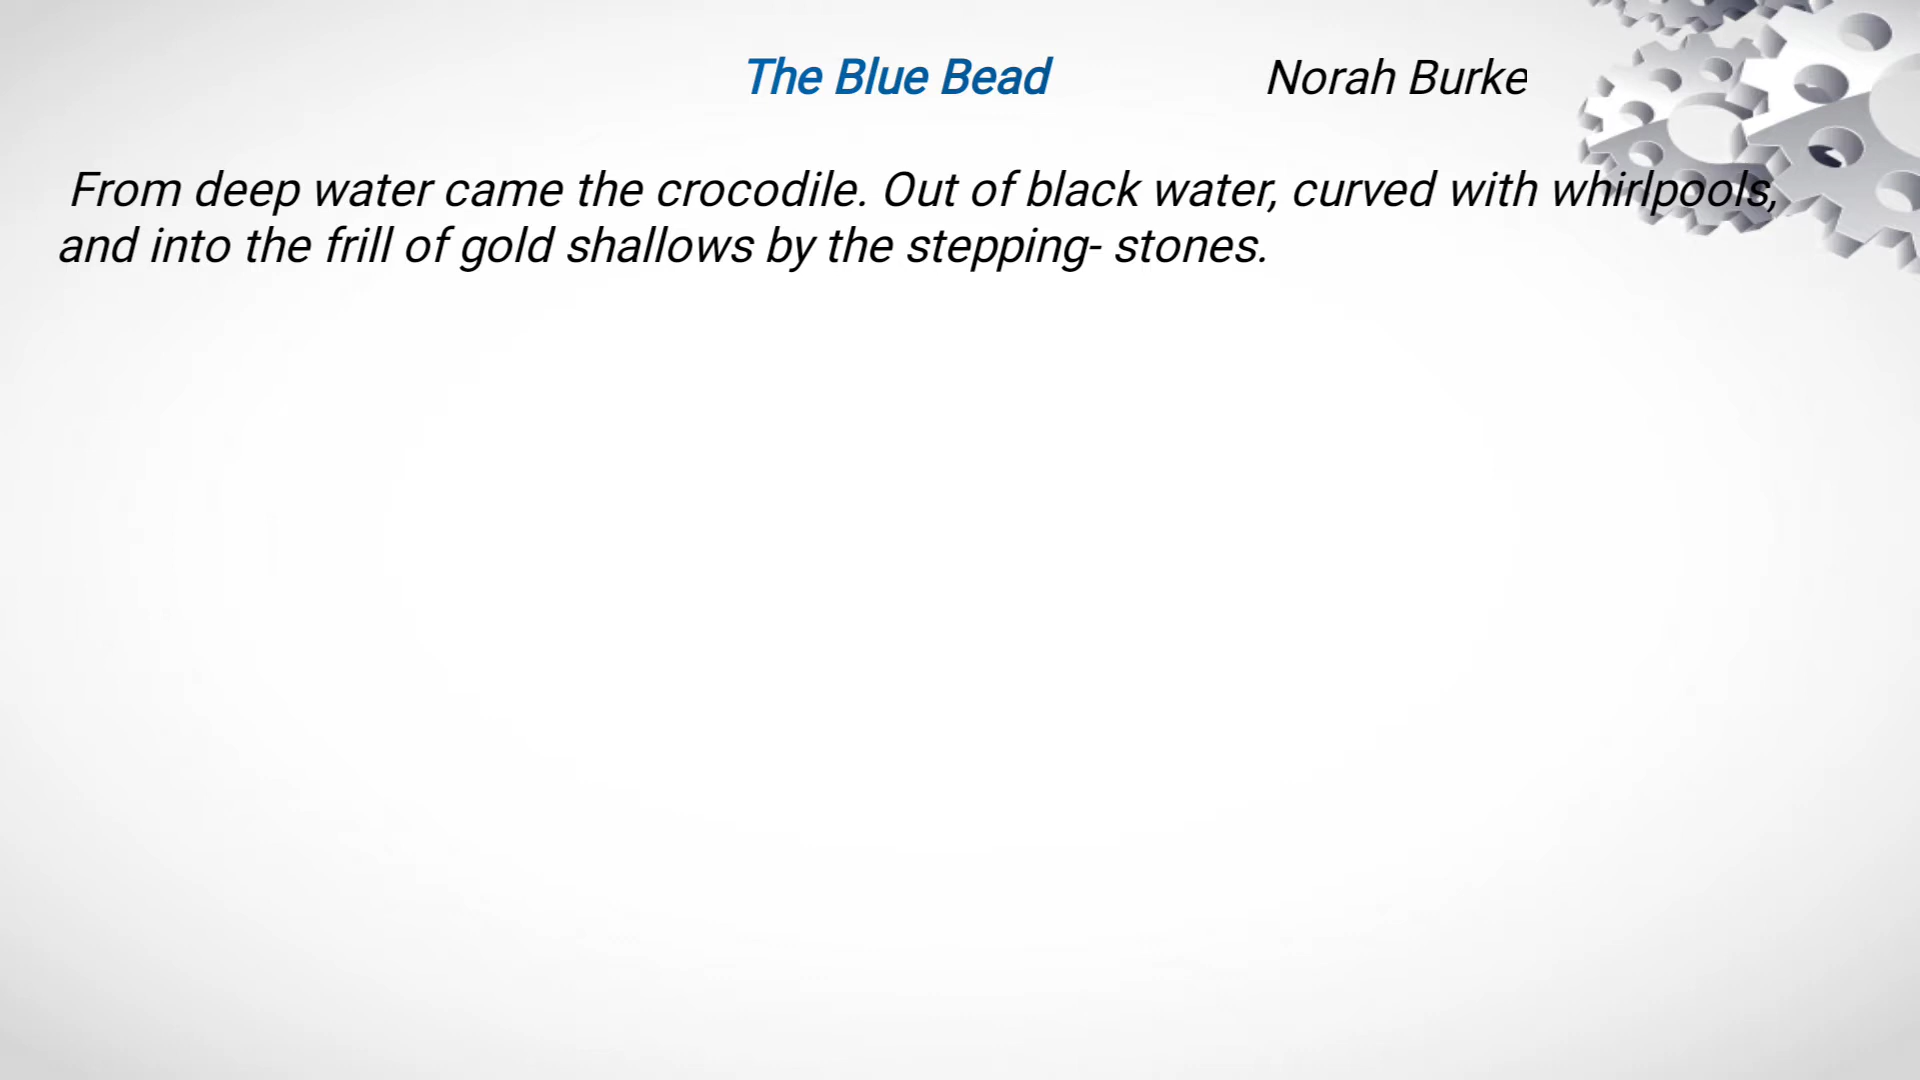 The Blue Bead Norah Burke
From deep water came the crocodile. Out of black water, curved with whirlpools,
and into the frill of gold shallows by the stepping- stones.